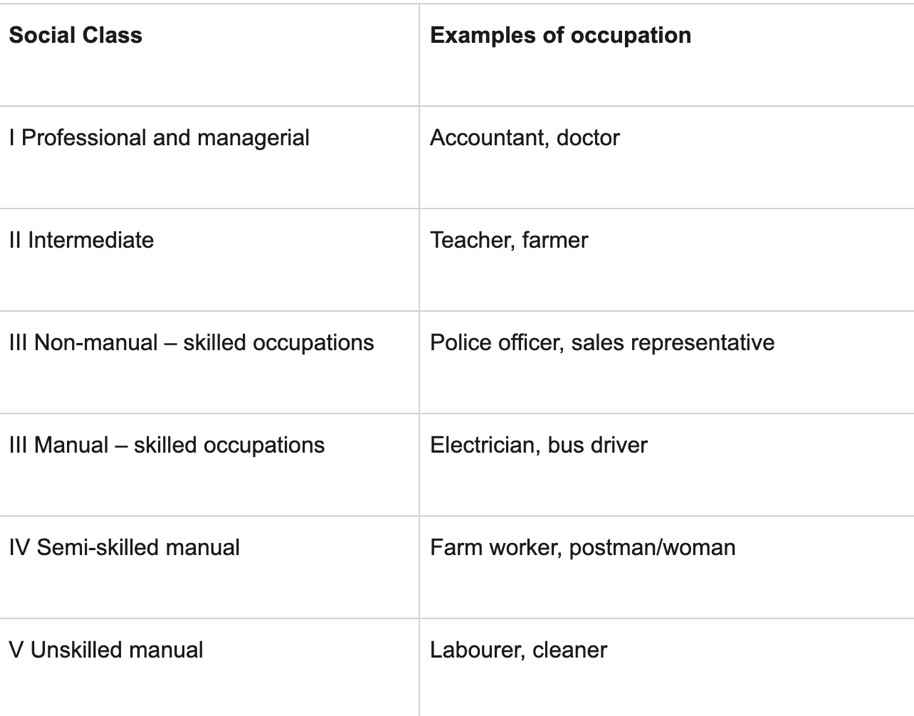 Social Class
Examples of occupation
I Professional and managerial
Accountant, doctor
II Intermediate
Teacher, farmer
III Non-manual – skilled occupations
Police officer, sales representative
III Manual – skilled occupations
Electrician, bus driver
IV Semi-skilled manual
Farm worker, postman/woman
V Unskilled manual
Labourer, cleaner